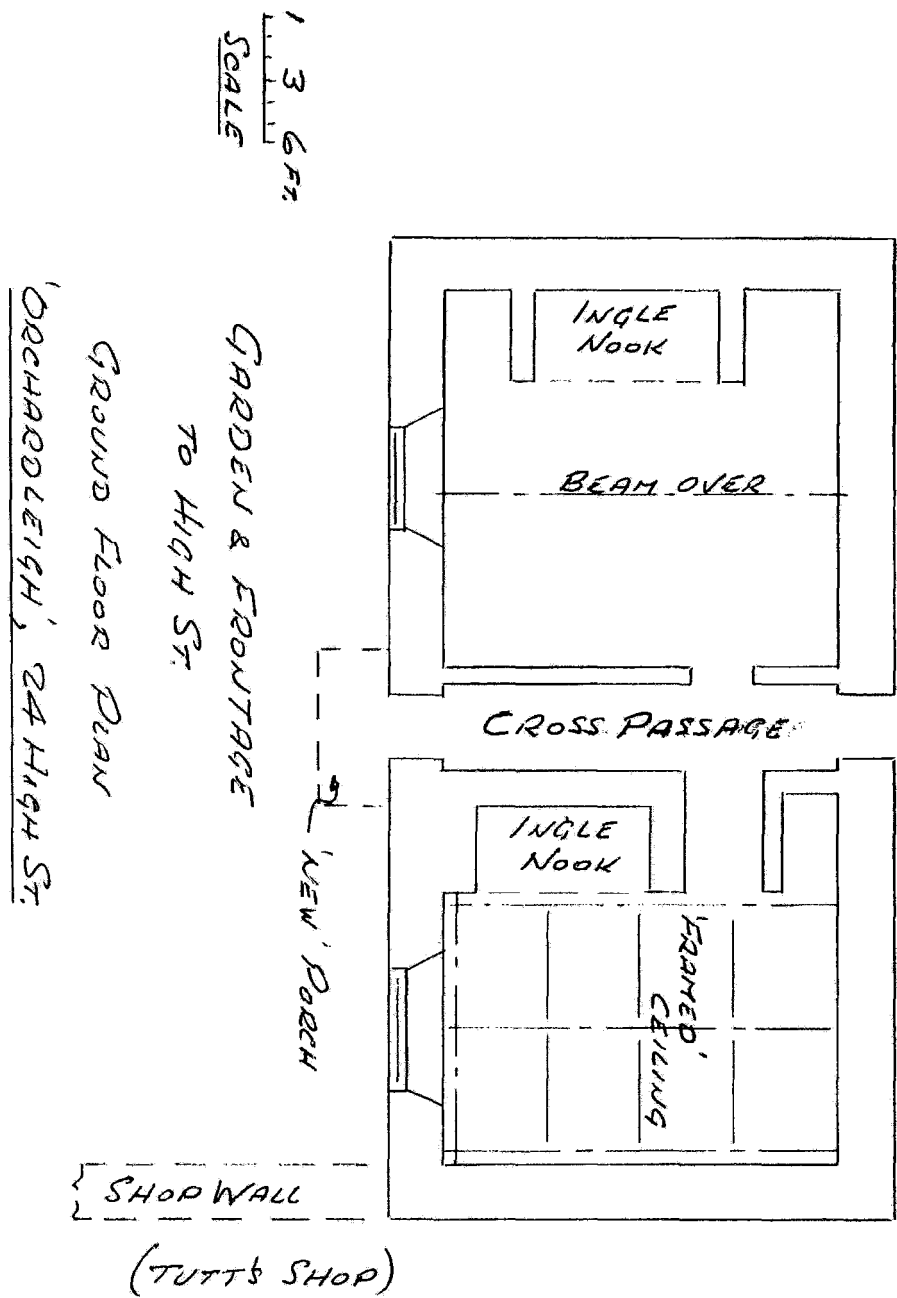 1 3 6 FT.
SCALE
INGLE
NOOK
BEAM OVER
CROSS PASSAGE
INGLE
NOOK
'FRAMED'
CEILING
'NEW' PORCH
GARDEN & FRONTAGE
TO HIGH ST.
GROUND FLOOR PLAN
'ORCHARDLEIGH', 24 HIGH ST.
SHOP WALL
(TUTT'S SHOP)